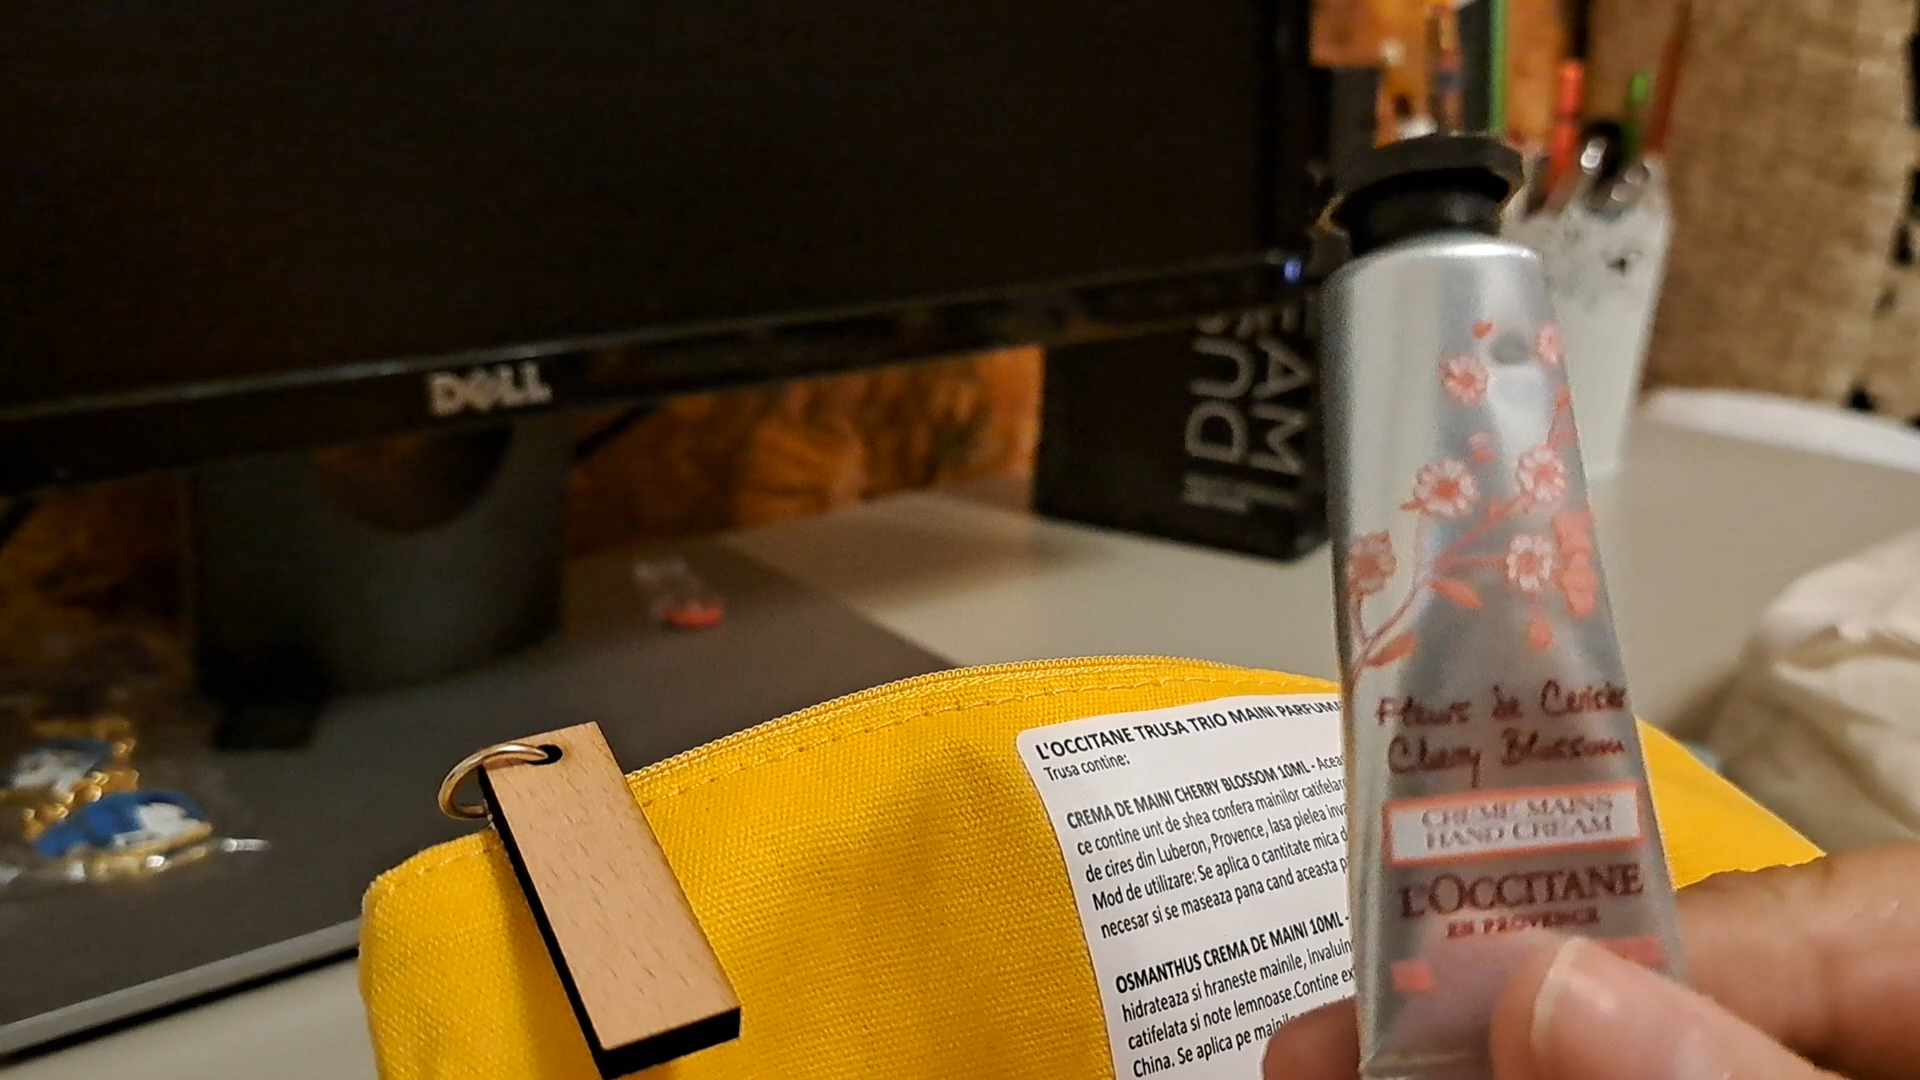 DELL
L'OCCITANE TRUSA TRIO MAINI
Trusa contine:
CREMA DE MAINI CHERRY BLOSSOM 10ML -
ce contine unt de shea confera mainilor
de cires din Luberon, Provence, lasa pielea
Mod de utilizare: Se aplica o cantitate mica
necesar si se maseaza pana cand aceasta
OSMANTHUS CREMA DE MAINI 10ML -
hidrateaza si hraneste mainile,
catifelata si note lemnoase.Contine
China. Se aplica pe
Fleurs de Cerisier
Cherry Blossom
CRÈME MAINS
HAND CREAM
L'OCCITANE
EN PROVENCE